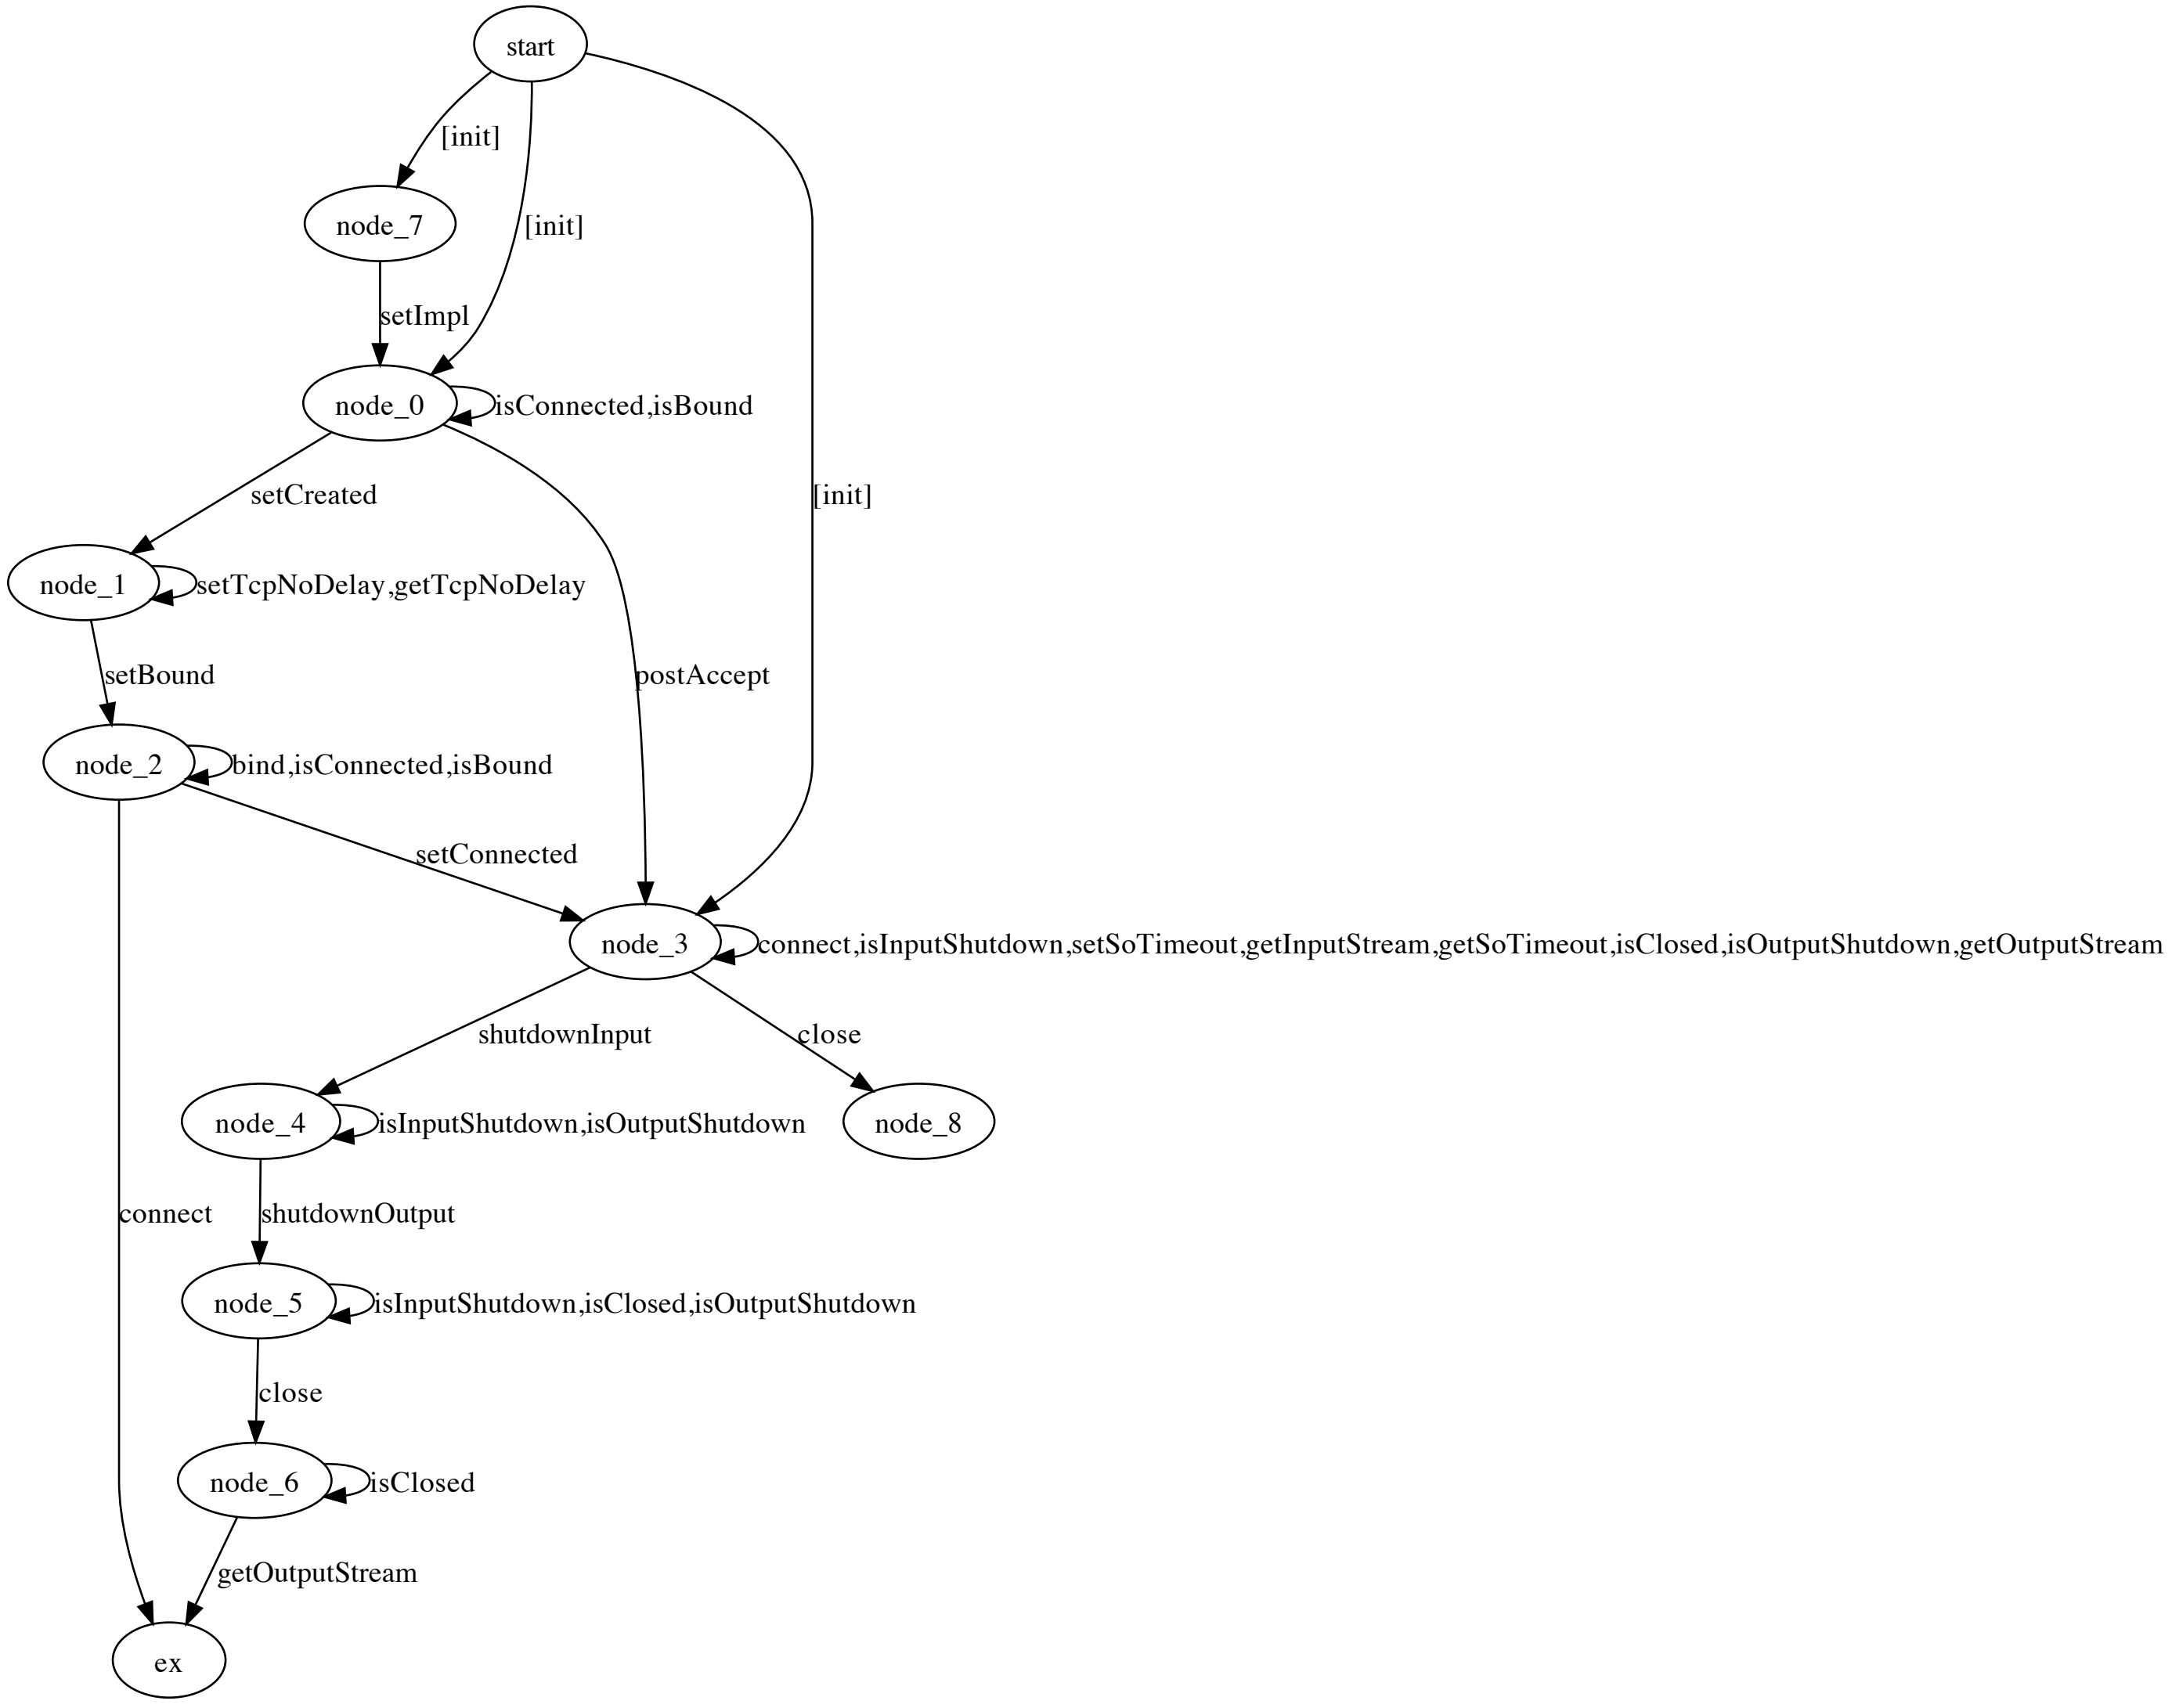 start
[init]
node_7
[init]
setImpl
node_0
isConnected,isBound
setCreated
[init]
node_1
setTcpNoDelay,getTcpNoDelay
setBound
postAccept
node_2
bind,isConnected,isBound
setConnected
node_3
connect,isInputShutdown,setSoTimeout,getInputStream,getSoTimeout,isClosed,isOutputShutdown,getOutputStream
shutdownInput
close
node_4
isInputShutdown,isOutputShutdown
node_8
connect
shutdownOutput
node_5
isInputShutdown,isClosed,isOutputShutdown
close
node_6
isClosed
getOutputStream
ex